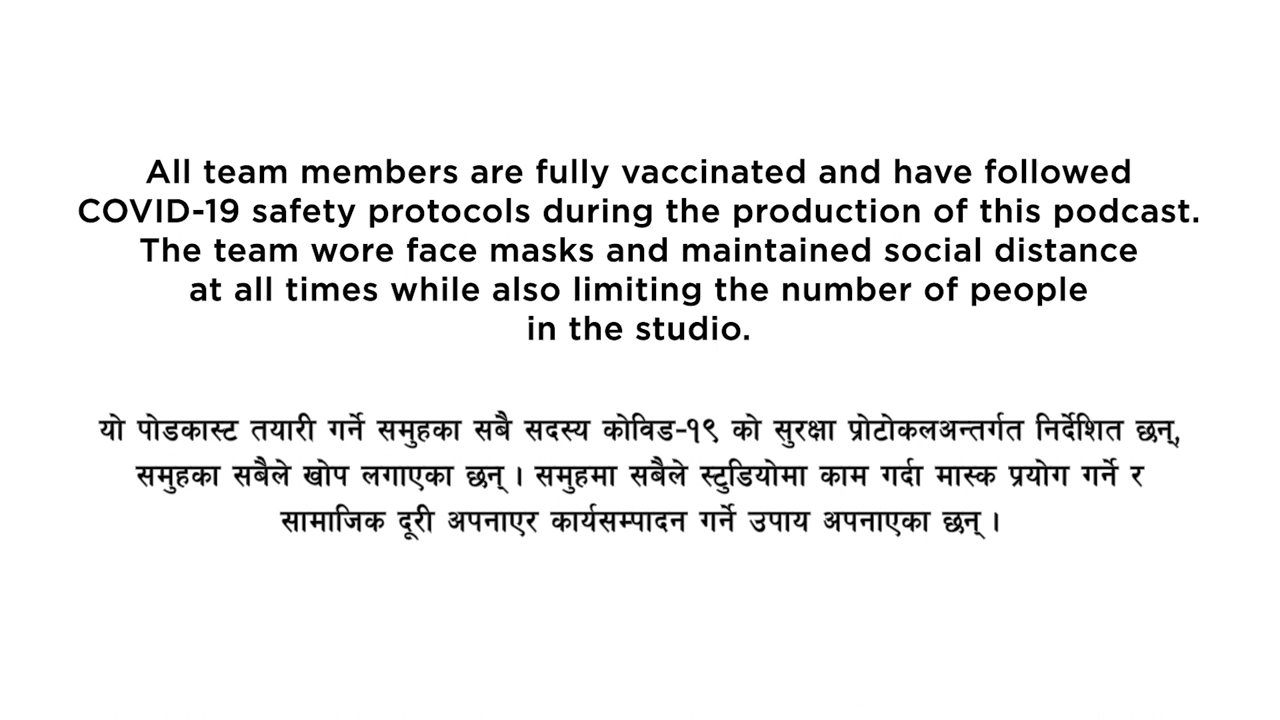 All team members are fully vaccinated and have followed
COVID-19 safety protocols during the production of this podcast.
The team wore face masks and maintained social distance
at all times while also limiting the number of people
in the studio.
यो पोडकास्ट तयारी गर्ने समुहका सबै सदस्य कोविड-१९ को सुरक्षा प्रोटोकलअन्तर्गत निर्देशित छन्,
समुहका सबैले खोप लगाएका छन् । समुहमा सबैले स्टुडियोमा काम गर्दा मास्क प्रयोग गर्ने र
सामाजिक दूरी अपनाएर कार्यसम्पादन गर्ने उपाय अपनाएका छन् ।